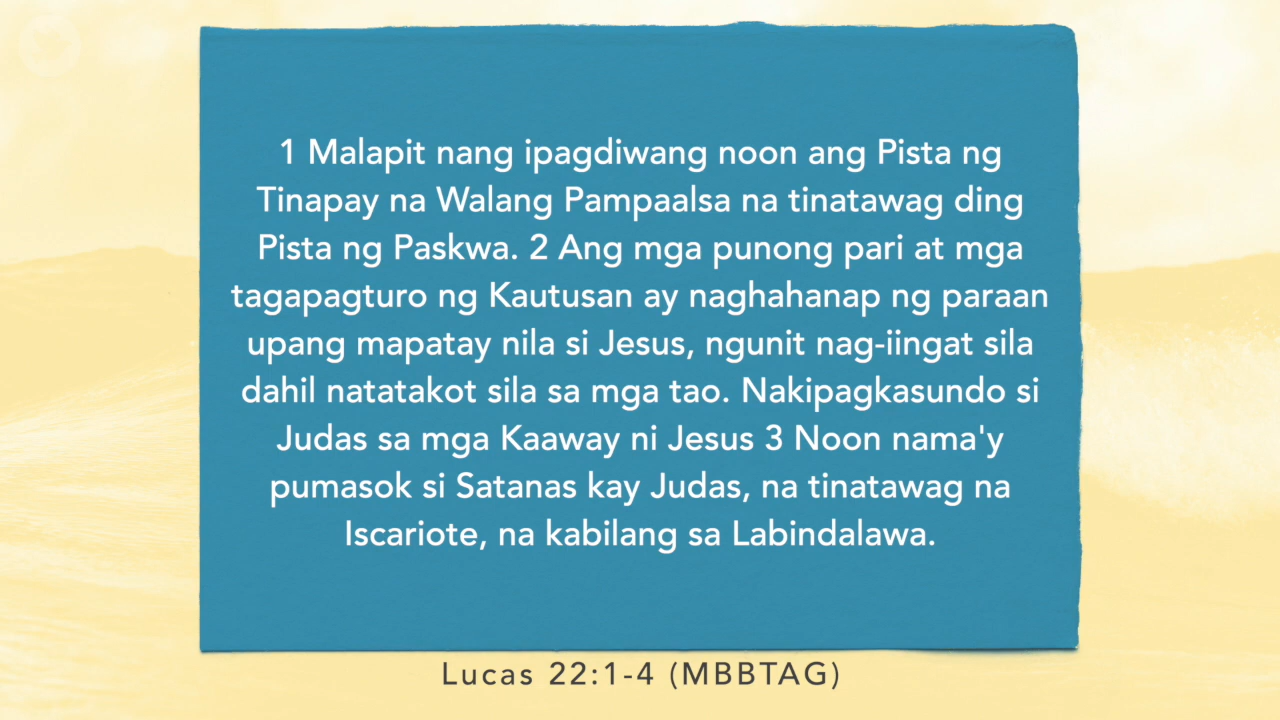 1 Malapit nang ipagdiwang noon ang Pista ng
Tinapay na Walang Pampaalsa na tinatawag ding
Pista ng Paskwa. 2 Ang mga punong pari at mga
tagapagturo ng Kautusan ay naghahanap ng paraan
upang mapatay nila si Jesus, ngunit nag-iingat sila
dahil natatakot sila sa mga tao. Nakipagkasundo si
Judas sa mga Kaaway ni Jesus 3 Noon nama'y
pumasok si Satanas kay Judas, na tinatawag na
Iscariote, na kabilang sa Labindalawa.
Lucas 22:1-4 (MBBTAG)